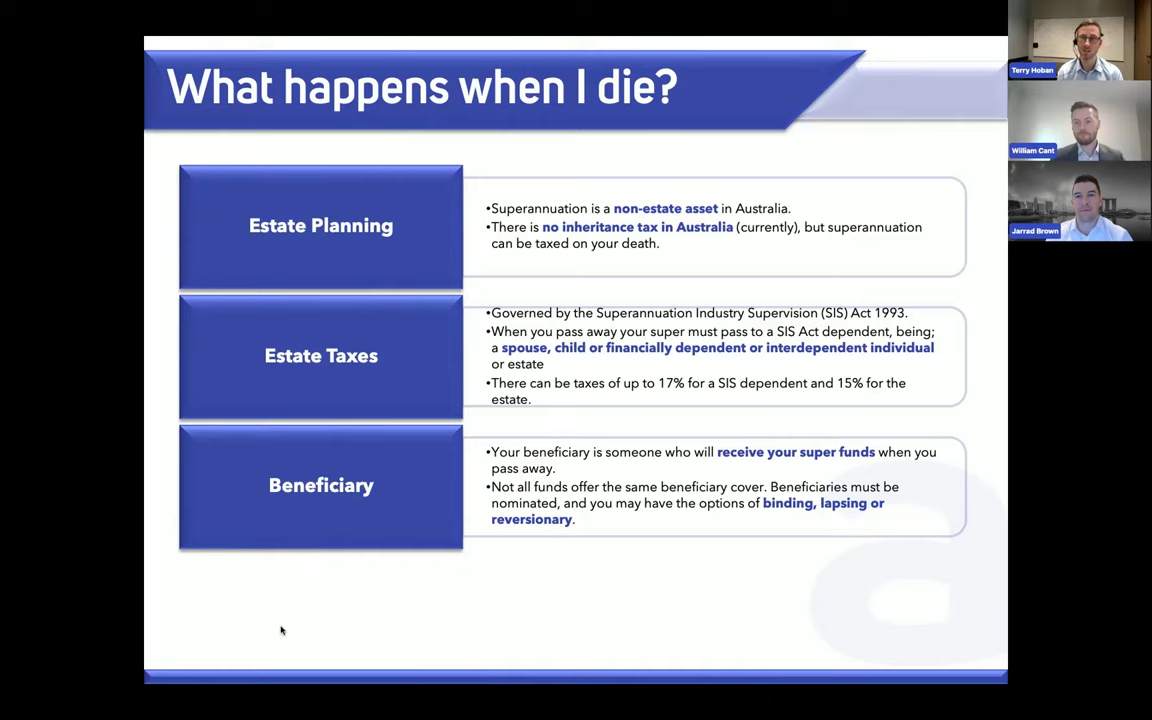 What happens when I die?
Terry Hoban
William Cant
Jarrad Brown
Estate Planning
•Superannuation is a non-estate asset in Australia.
•There is no inheritance tax in Australia (currently), but superannuation
can be taxed on your death.
Estate Taxes
•Governed by the Superannuation Industry Supervision (SIS) Act 1993.
•When you pass away your super must pass to a SIS Act dependent, being;
a spouse, child or financially dependent or interdependent individual
or estate
•There can be taxes of up to 17% for a SIS dependent and 15% for the
estate.
Beneficiary
•Your beneficiary is someone who will receive your super funds when you
pass away.
•Not all funds offer the same beneficiary cover. Beneficiaries must be
nominated, and you may have the options of binding, lapsing or
reversionary.